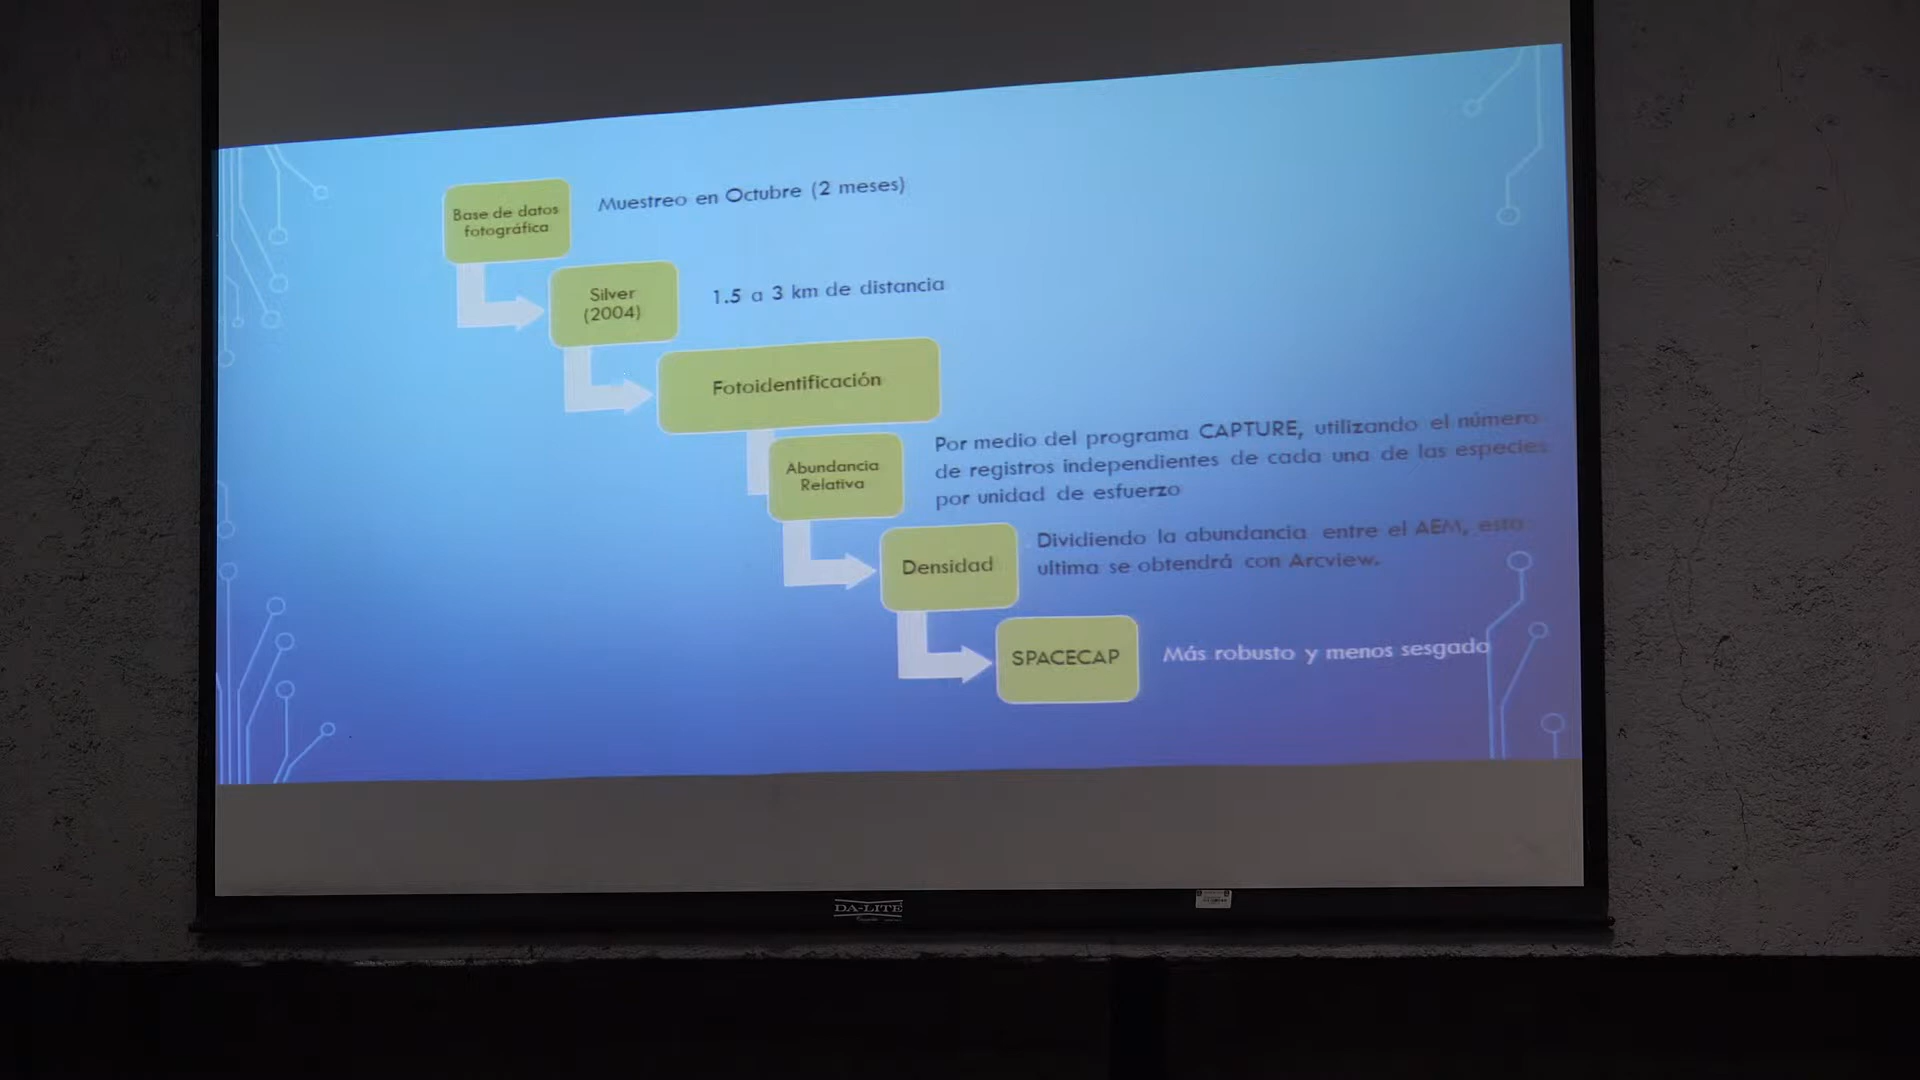 Base de datos
fotográfica
Muestreo en Octubre (2 meses)
Silver
(2004)
1.5 a 3 km de distancia
Fotoidentificación
Abundancia
Relativa
Por medio del programa CAPTURE, utilizando el número
de registros independientes de cada una de las especies
por unidad de esfuerzo
Densidad
Dividiendo la abundancia entre el AEM, esta
ultima se obtendrá con Arcview.
SPACECAP
Más robusto y menos sesgado
DA-LITE